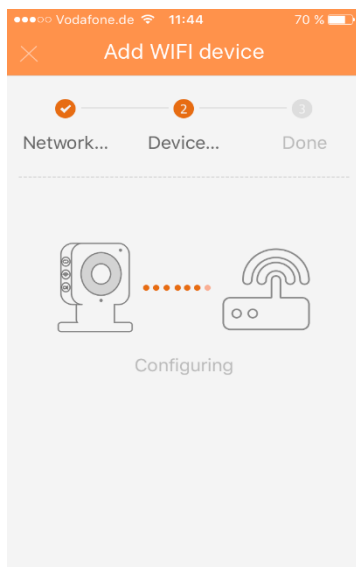 ●●●○○ Vodafone.de 11:44 70 %
Add WIFI device
2 3
Network... Device... Done
Configuring